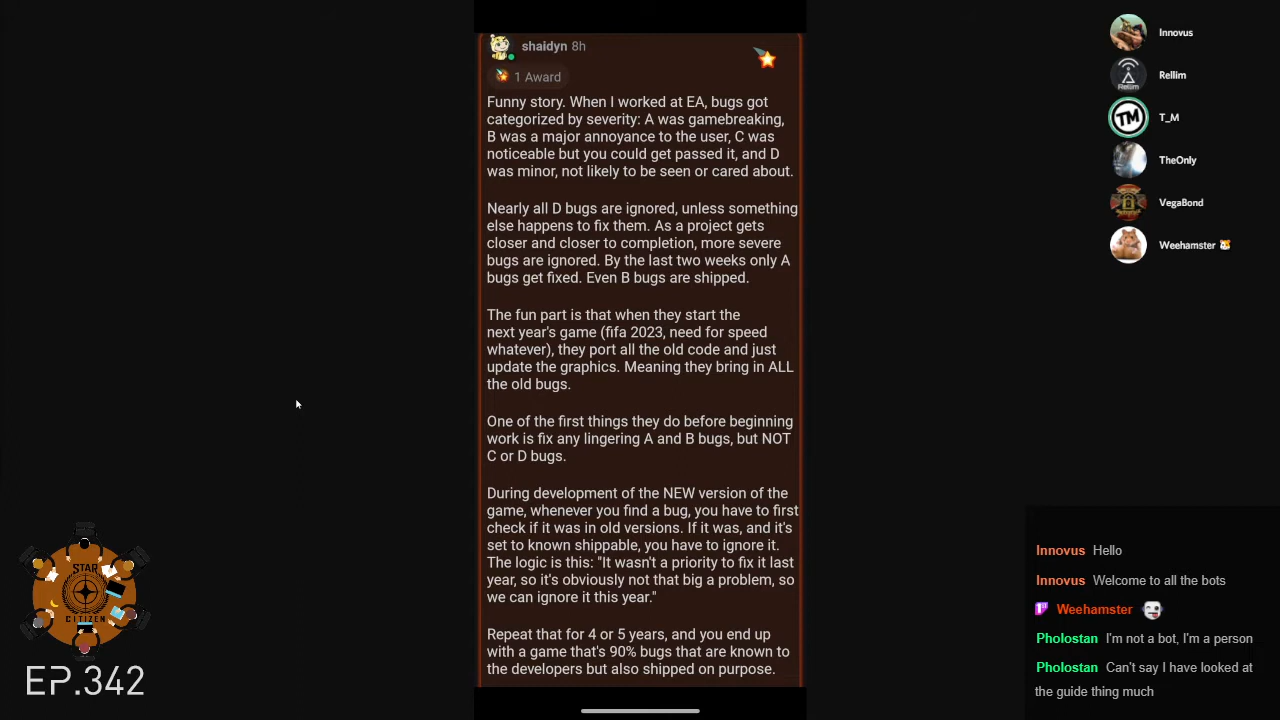 shaidyn 8h
1 Award
Funny story. When I worked at EA, bugs got
categorized by severity: A was gamebreaking,
B was a major annoyance to the user, C was
noticeable but you could get passed it, and D
was minor, not likely to be seen or cared about.
Nearly all D bugs are ignored, unless something
else happens to fix them. As a project gets
closer and closer to completion, more severe
bugs are ignored. By the last two weeks only A
bugs get fixed. Even B bugs are shipped.
The fun part is that when they start the
next year's game (fifa 2023, need for speed
whatever), they port all the old code and just
update the graphics. Meaning they bring in ALL
the old bugs.
One of the first things they do before beginning
work is fix any lingering A and B bugs, but NOT
C or D bugs.
During development of the NEW version of the
game, whenever you find a bug, you have to first
check if it was in old versions. If it was, and it's
set to known shippable, you have to ignore it.
The logic is this: "It wasn't a priority to fix it last
year, so it's obviously not that big a problem, so
we can ignore it this year."
Repeat that for 4 or 5 years, and you end up
with a game that's 90% bugs that are known to
the developers but also shipped on purpose.
Innovus
Rellim
TM T_M
TheOnly
VegaBond
Weehamster 🐹
STAR
CITIZEN
EP.342
Innovus Hello
Innovus Welcome to all the bots
Weehamster
Pholostan I'm not a bot, I'm a person
Pholostan Can't say I have looked at
the guide thing much